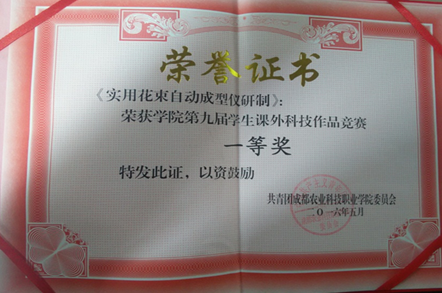 荣誉证书
《实用花束自动成型仪研制》:
荣获学院第九届学生课外科技作品竞赛
一等奖
特发此证，以资鼓励
共青团成都农业科技职业学院委员会
二〇一六年五月